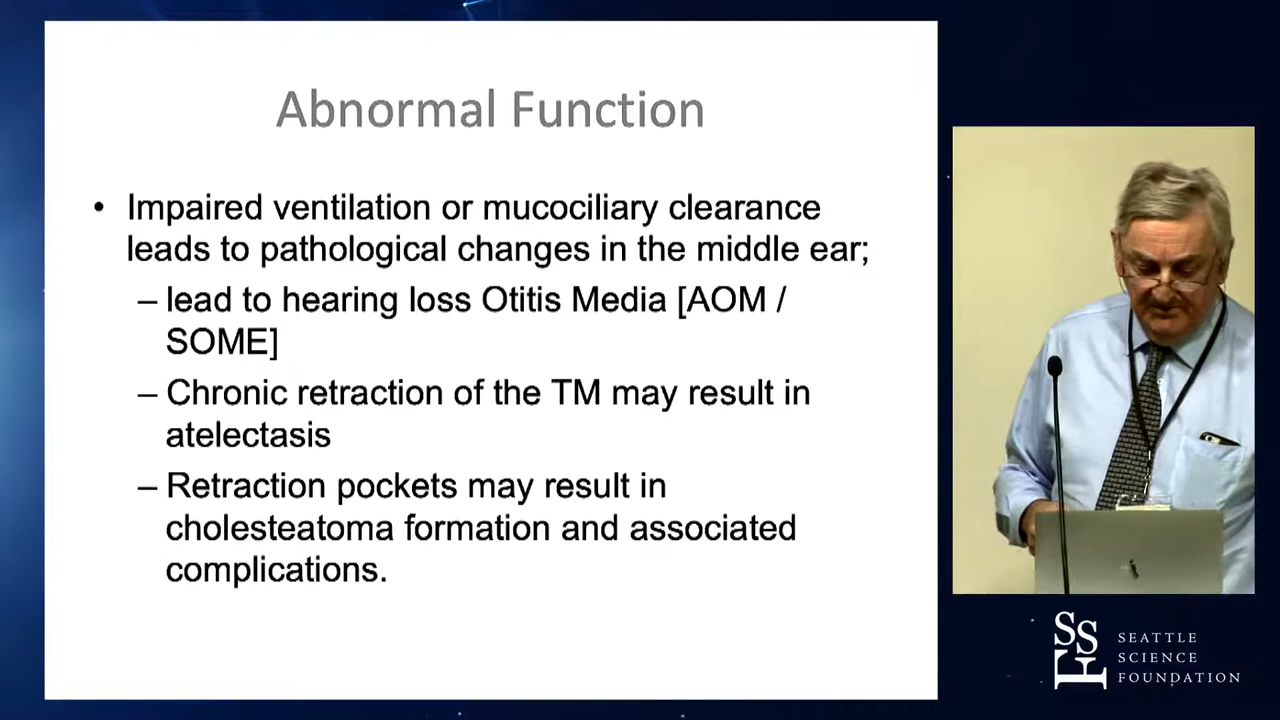 Abnormal Function
• Impaired ventilation or mucociliary clearance
leads to pathological changes in the middle ear;
– lead to hearing loss Otitis Media [AOM /
SOME]
– Chronic retraction of the TM may result in
atelectasis
– Retraction pockets may result in
cholesteatoma formation and associated
complications.
SSF
SEATTLE
SCIENCE
FOUNDATION